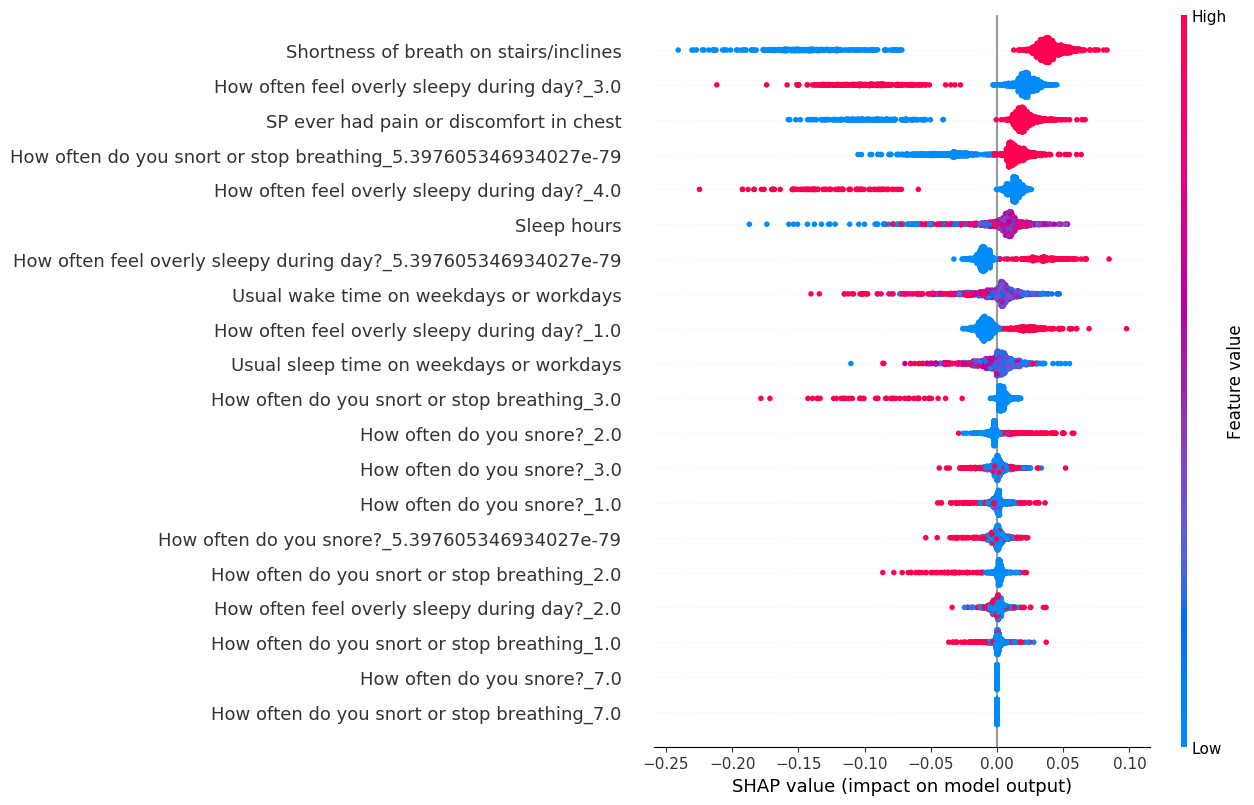 High
Shortness of breath on stairs/inclines
How often feel overly sleepy during day?_3.0
SP ever had pain or discomfort in chest
How often do you snort or stop breathing_5.397605346934027e-79
How often feel overly sleepy during day?_4.0
Sleep hours
How often feel overly sleepy during day?_5.397605346934027e-79
Usual wake time on weekdays or workdays
How often feel overly sleepy during day?_1.0
Usual sleep time on weekdays or workdays
How often do you snort or stop breathing_3.0
How often do you snore?_2.0
How often do you snore?_3.0
How often do you snore?_1.0
How often do you snore?_5.397605346934027e-79
How often do you snort or stop breathing_2.0
How often feel overly sleepy during day?_2.0
How often do you snort or stop breathing_1.0
How often do you snore?_7.0
How often do you snort or stop breathing_7.0
Feature value
Low
−0.25 −0.20 −0.15 −0.10 −0.05 0.00 0.05 0.10
SHAP value (impact on model output)